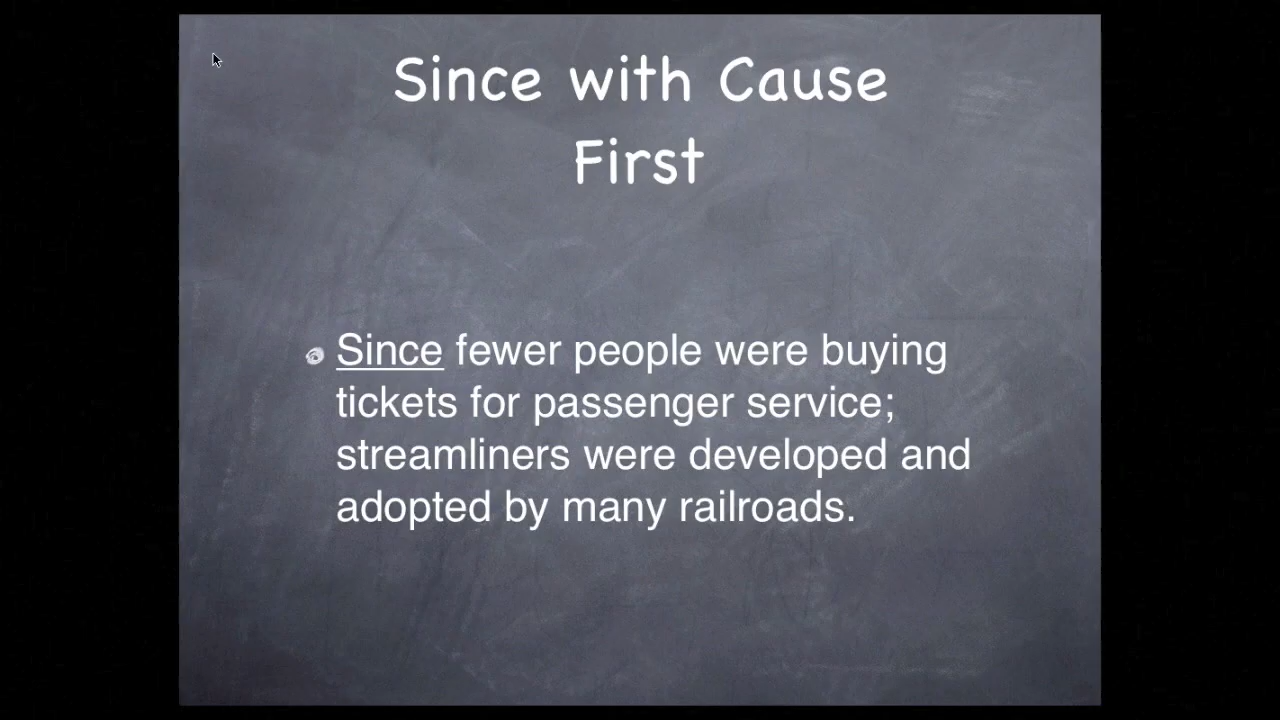 Since with Cause
First
Since fewer people were buying
tickets for passenger service;
streamliners were developed and
adopted by many railroads.